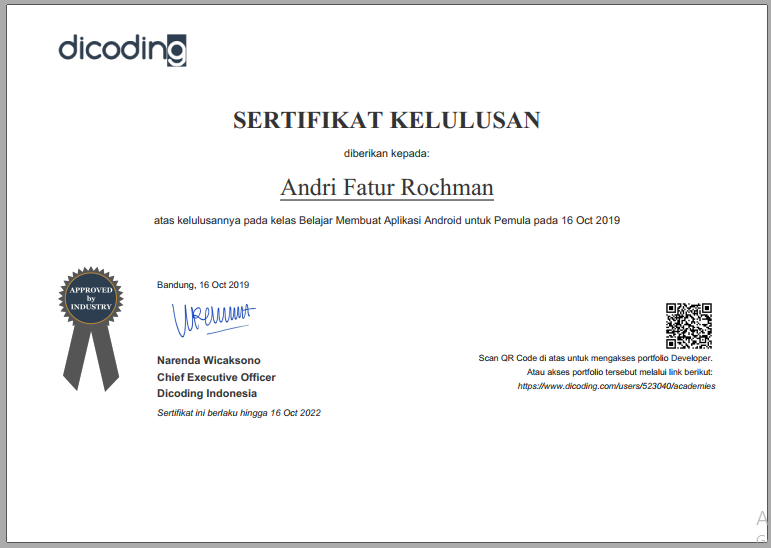 dicoding
SERTIFIKAT KELULUSAN
diberikan kepada:
Andri Fatur Rochman
atas kelulusannya pada kelas Belajar Membuat Aplikasi Android untuk Pemula pada 16 Oct 2019
APPROVED
by
INDUSTRY
Bandung, 16 Oct 2019
Narenda Wicaksono
Chief Executive Officer
Dicoding Indonesia
Sertifikat ini berlaku hingga 16 Oct 2022
Scan QR Code di atas untuk mengakses portfolio Developer.
Atau akses portfolio tersebut melalui link berikut:
https://www.dicoding.com/users/523040/academies